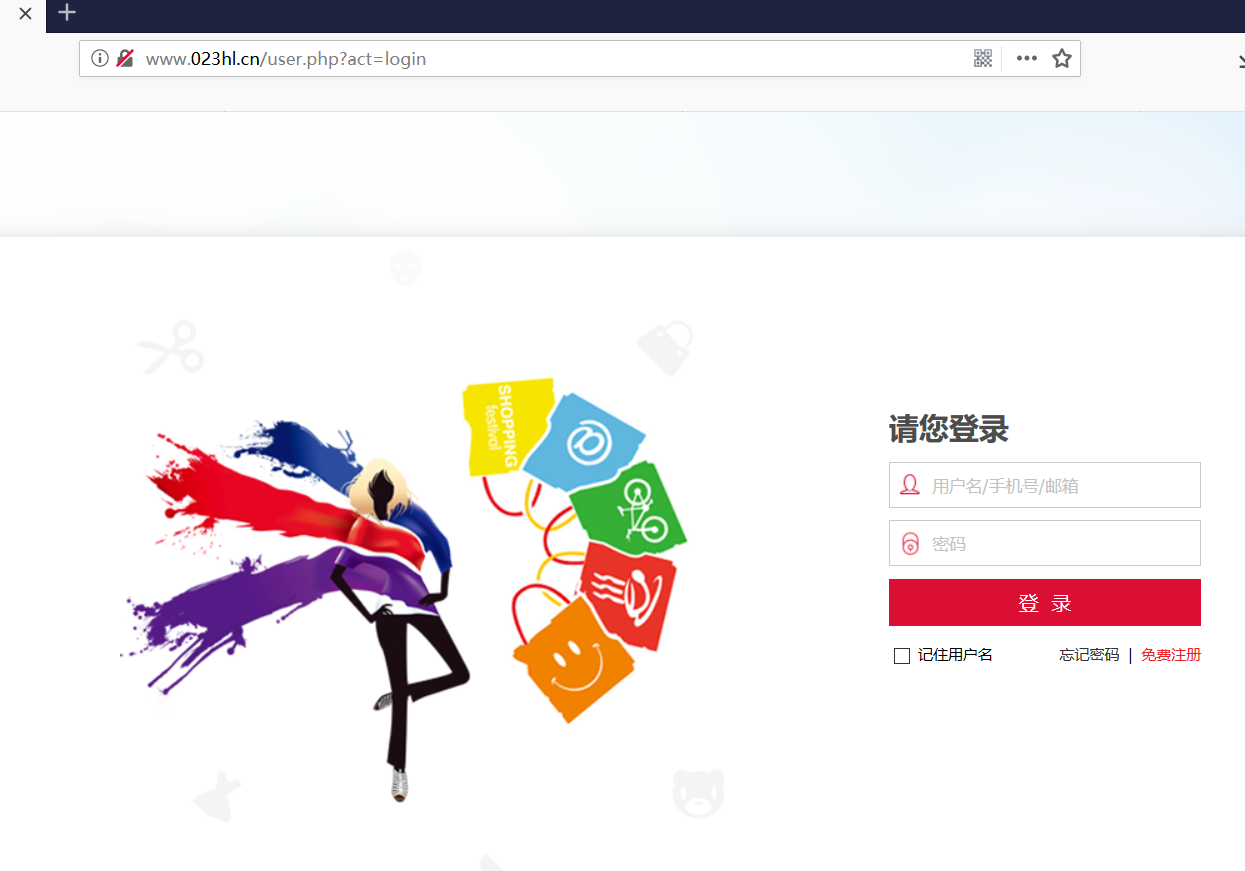 www.023hl.cn/user.php?act=login
SHOPPING
festival
@
请您登录
用户名/手机号/邮箱
密码
登 录
记住用户名
忘记密码 | 免费注册